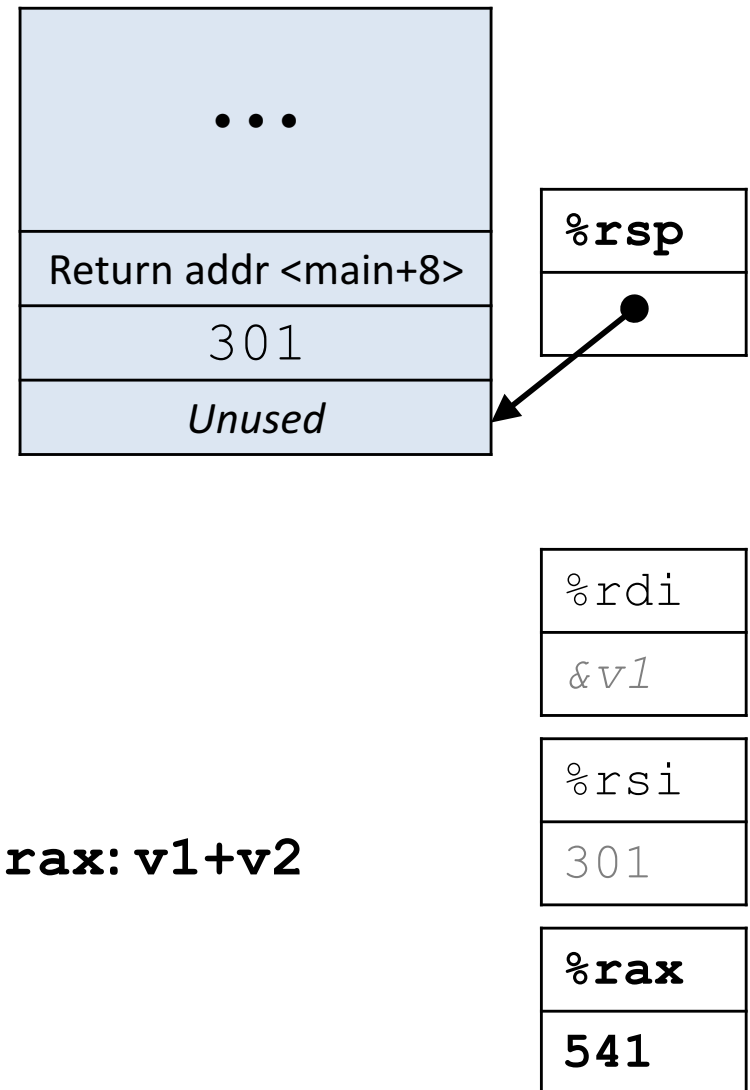 •••
Return addr <main+8>
301
Unused
%rsp
%rdi
&v1
%rsi
301
rax: v1+v2
%rax
541